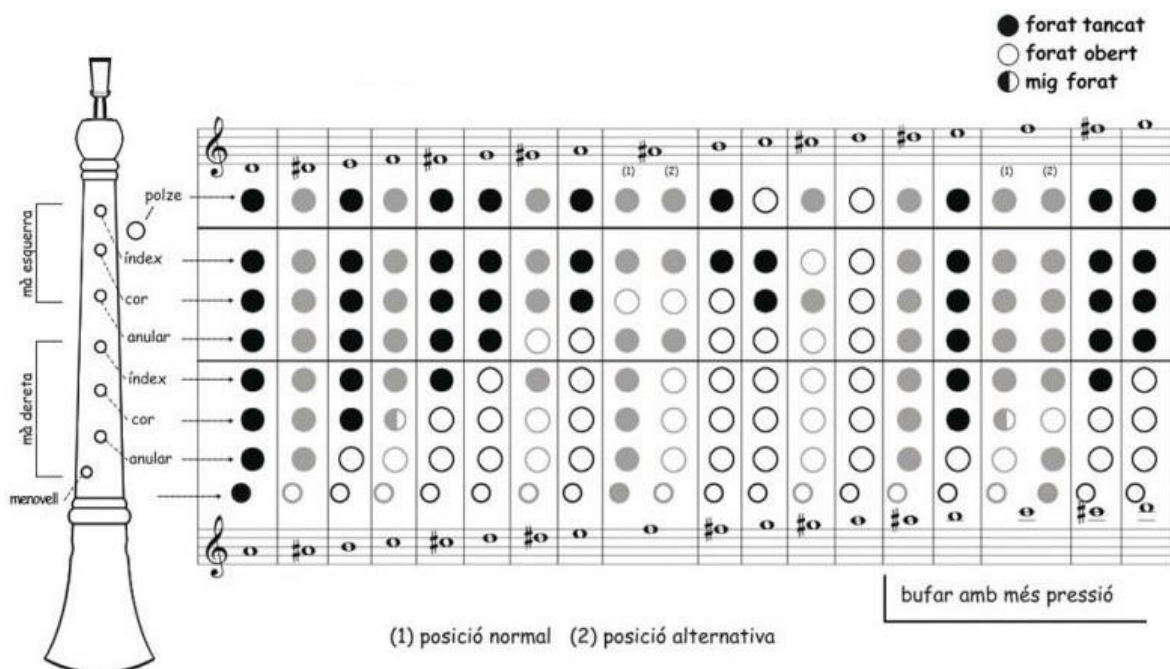 forat tancat
forat obert
mig forat
mà esquerra
polze
índex
cor
anular
mà dereta
índex
cor
anular
menovell
(1) (2)
(1) (2)
bufar amb més pressió
(1) posició normal (2) posició alternativa